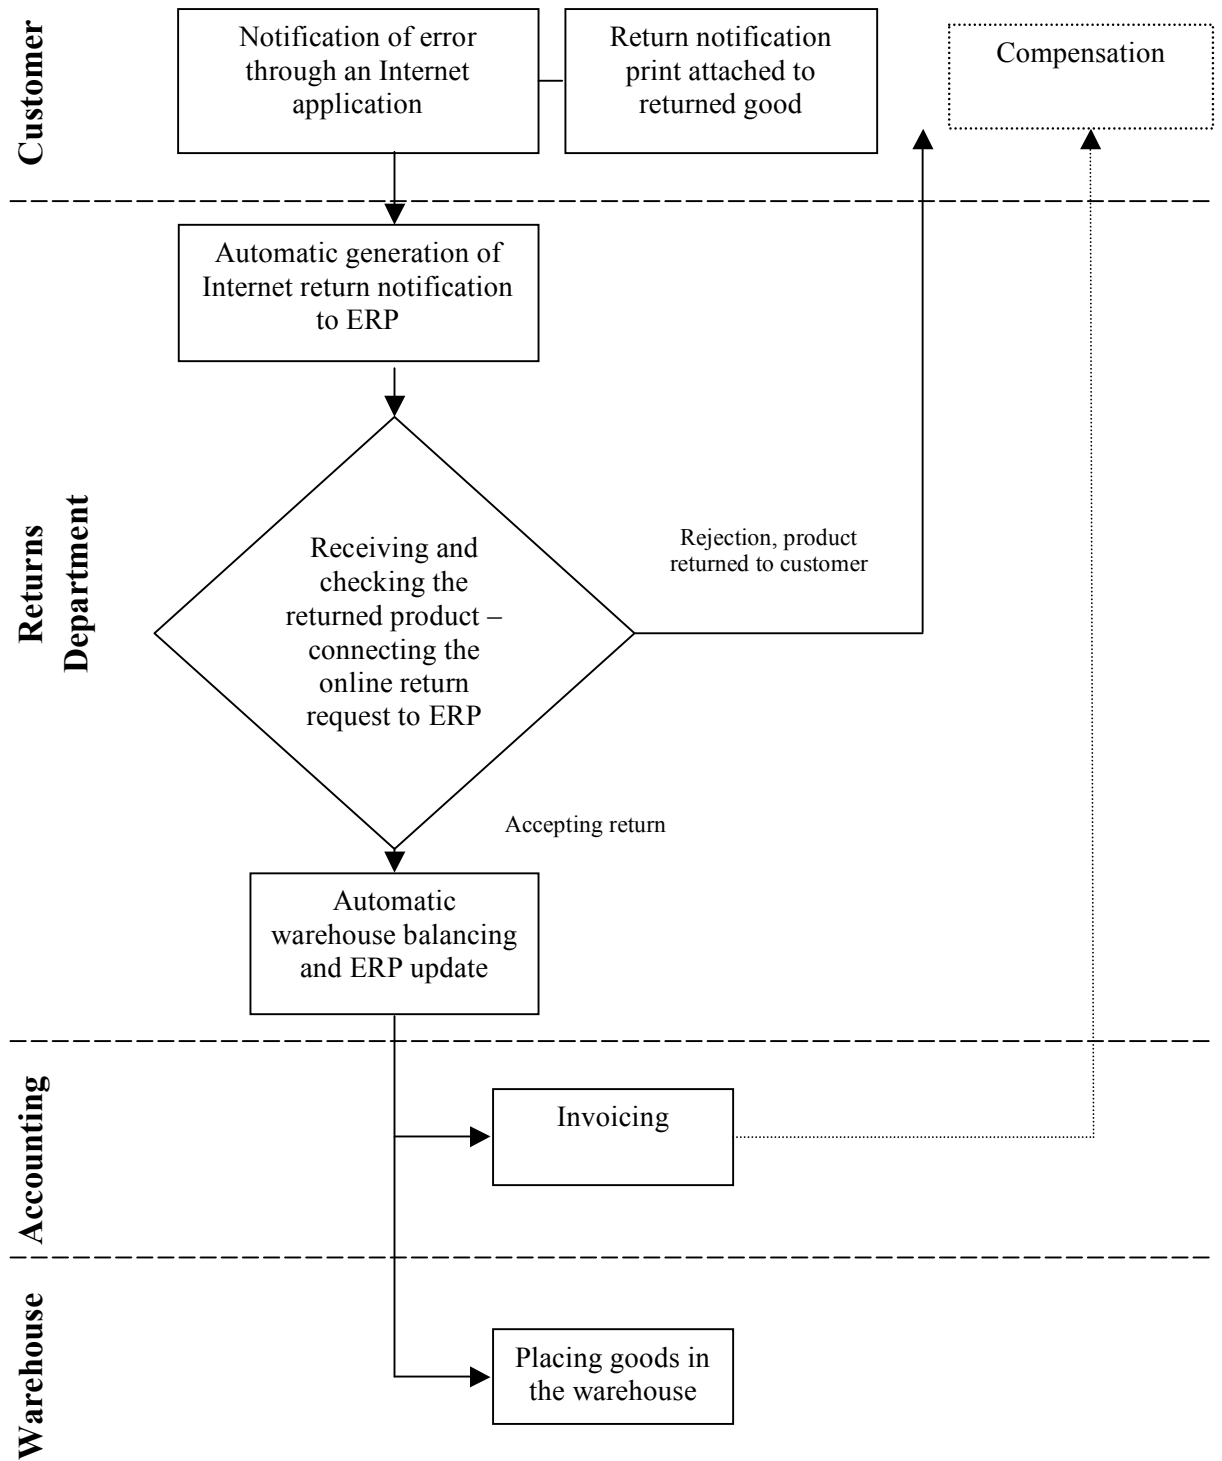 Customer
Notification of error
through an Internet
application
Return notification
print attached to
returned good
Compensation
Returns
Department
Automatic generation of
Internet return notification
to ERP
Receiving and
checking the
returned product –
connecting the
online return
request to ERP
Rejection, product
returned to customer
Accepting return
Automatic
warehouse balancing
and ERP update
Accounting
Invoicing
Warehouse
Placing goods in
the warehouse